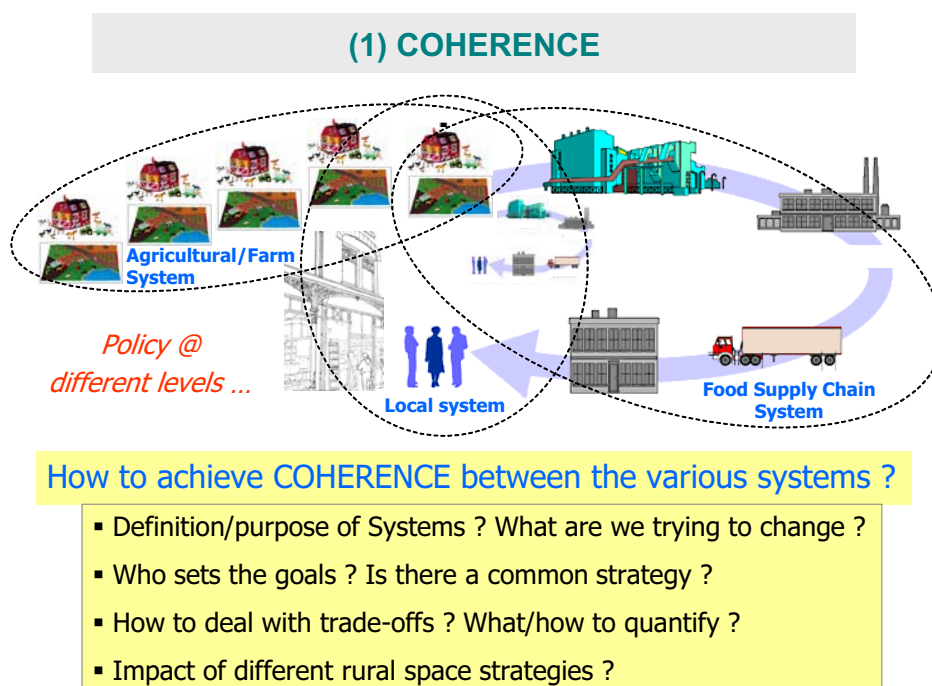 (1) COHERENCE
Agricultural/Farm
System
Policy @
different levels ...
Local system
Food Supply Chain
System
How to achieve COHERENCE between the various systems ?
▪ Definition/purpose of Systems ? What are we trying to change ?
▪ Who sets the goals ? Is there a common strategy ?
▪ How to deal with trade-offs ? What/how to quantify ?
▪ Impact of different rural space strategies ?